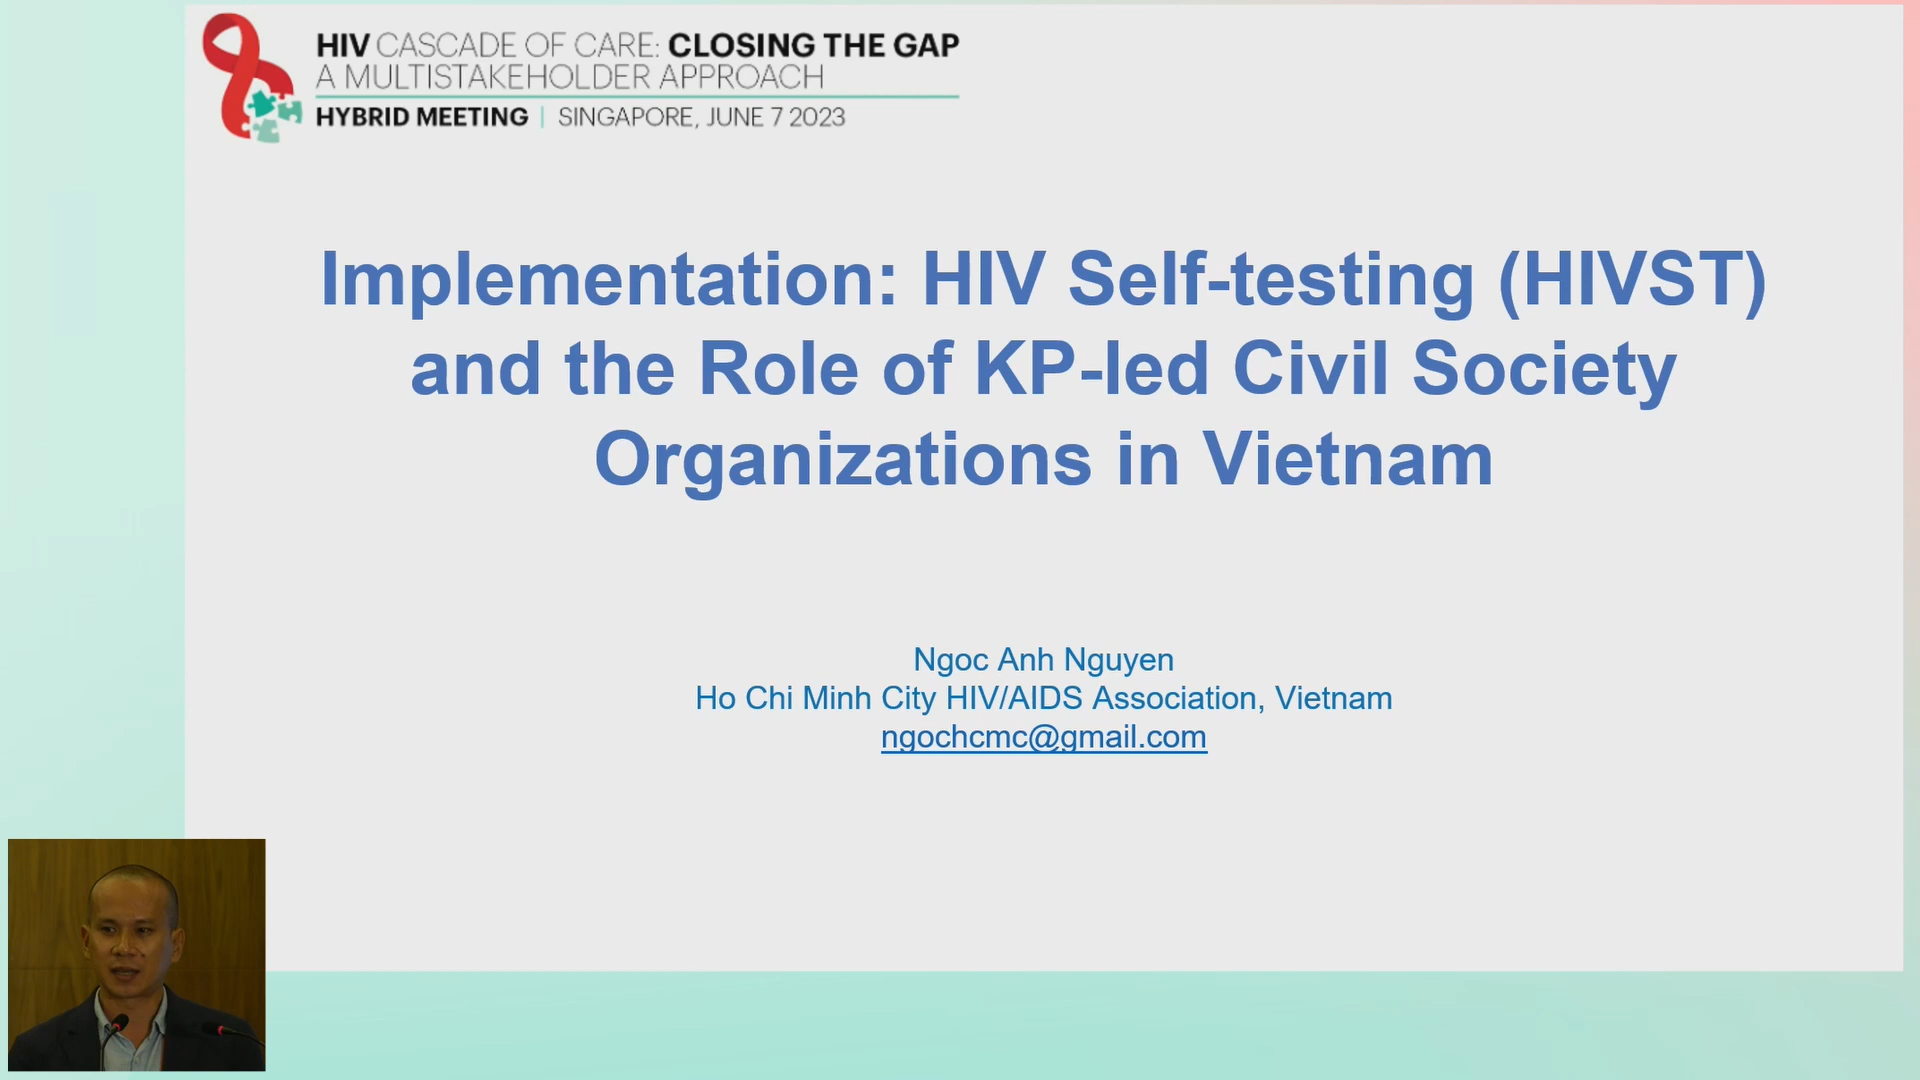 HIV CASCADE OF CARE: CLOSING THE GAP
A MULTISTAKEHOLDER APPROACH
HYBRID MEETING | SINGAPORE, JUNE 7 2023
Implementation: HIV Self-testing (HIVST)
and the Role of KP-led Civil Society
Organizations in Vietnam
Ngoc Anh Nguyen
Ho Chi Minh City HIV/AIDS Association, Vietnam
ngochcmc@gmail.com